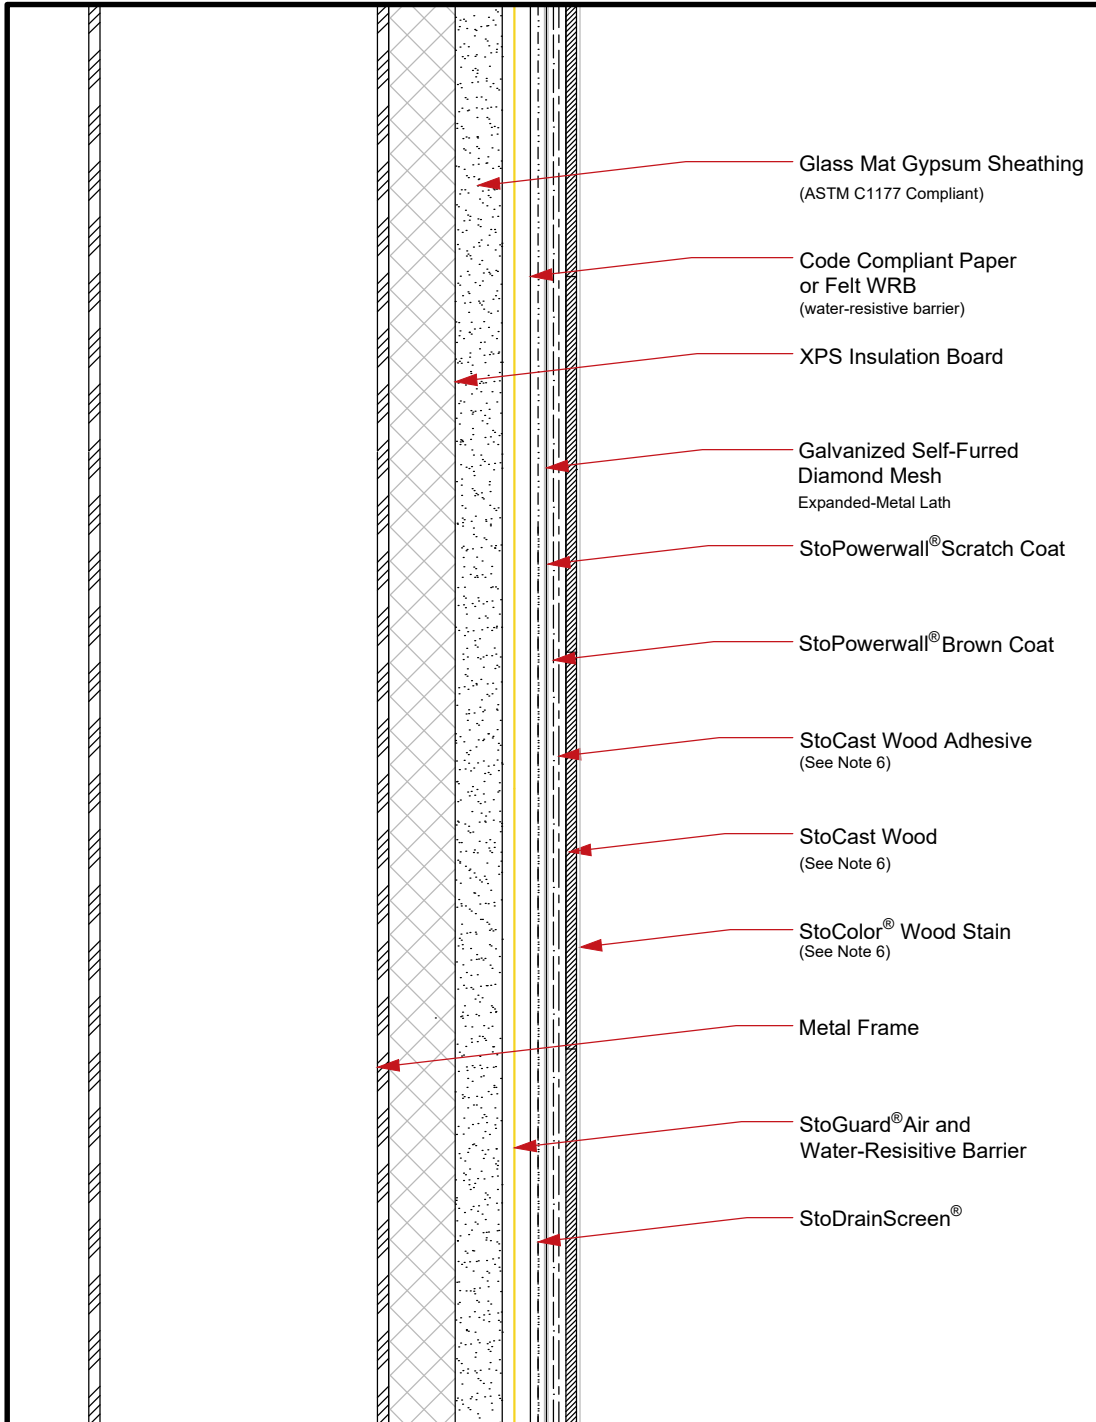 Glass Mat Gypsum Sheathing
(ASTM C1177 Compliant)
Code Compliant Paper
or Felt WRB
(water-resistive barrier)
XPS Insulation Board
Galvanized Self-Furred
Diamond Mesh
Expanded-Metal Lath
StoPowerwall® Scratch Coat
StoPowerwall® Brown Coat
StoCast Wood Adhesive
(See Note 6)
StoCast Wood
(See Note 6)
StoColor® Wood Stain
(See Note 6)
Metal Frame
StoGuard® Air and
Water-Resisitive Barrier
StoDrainScreen®